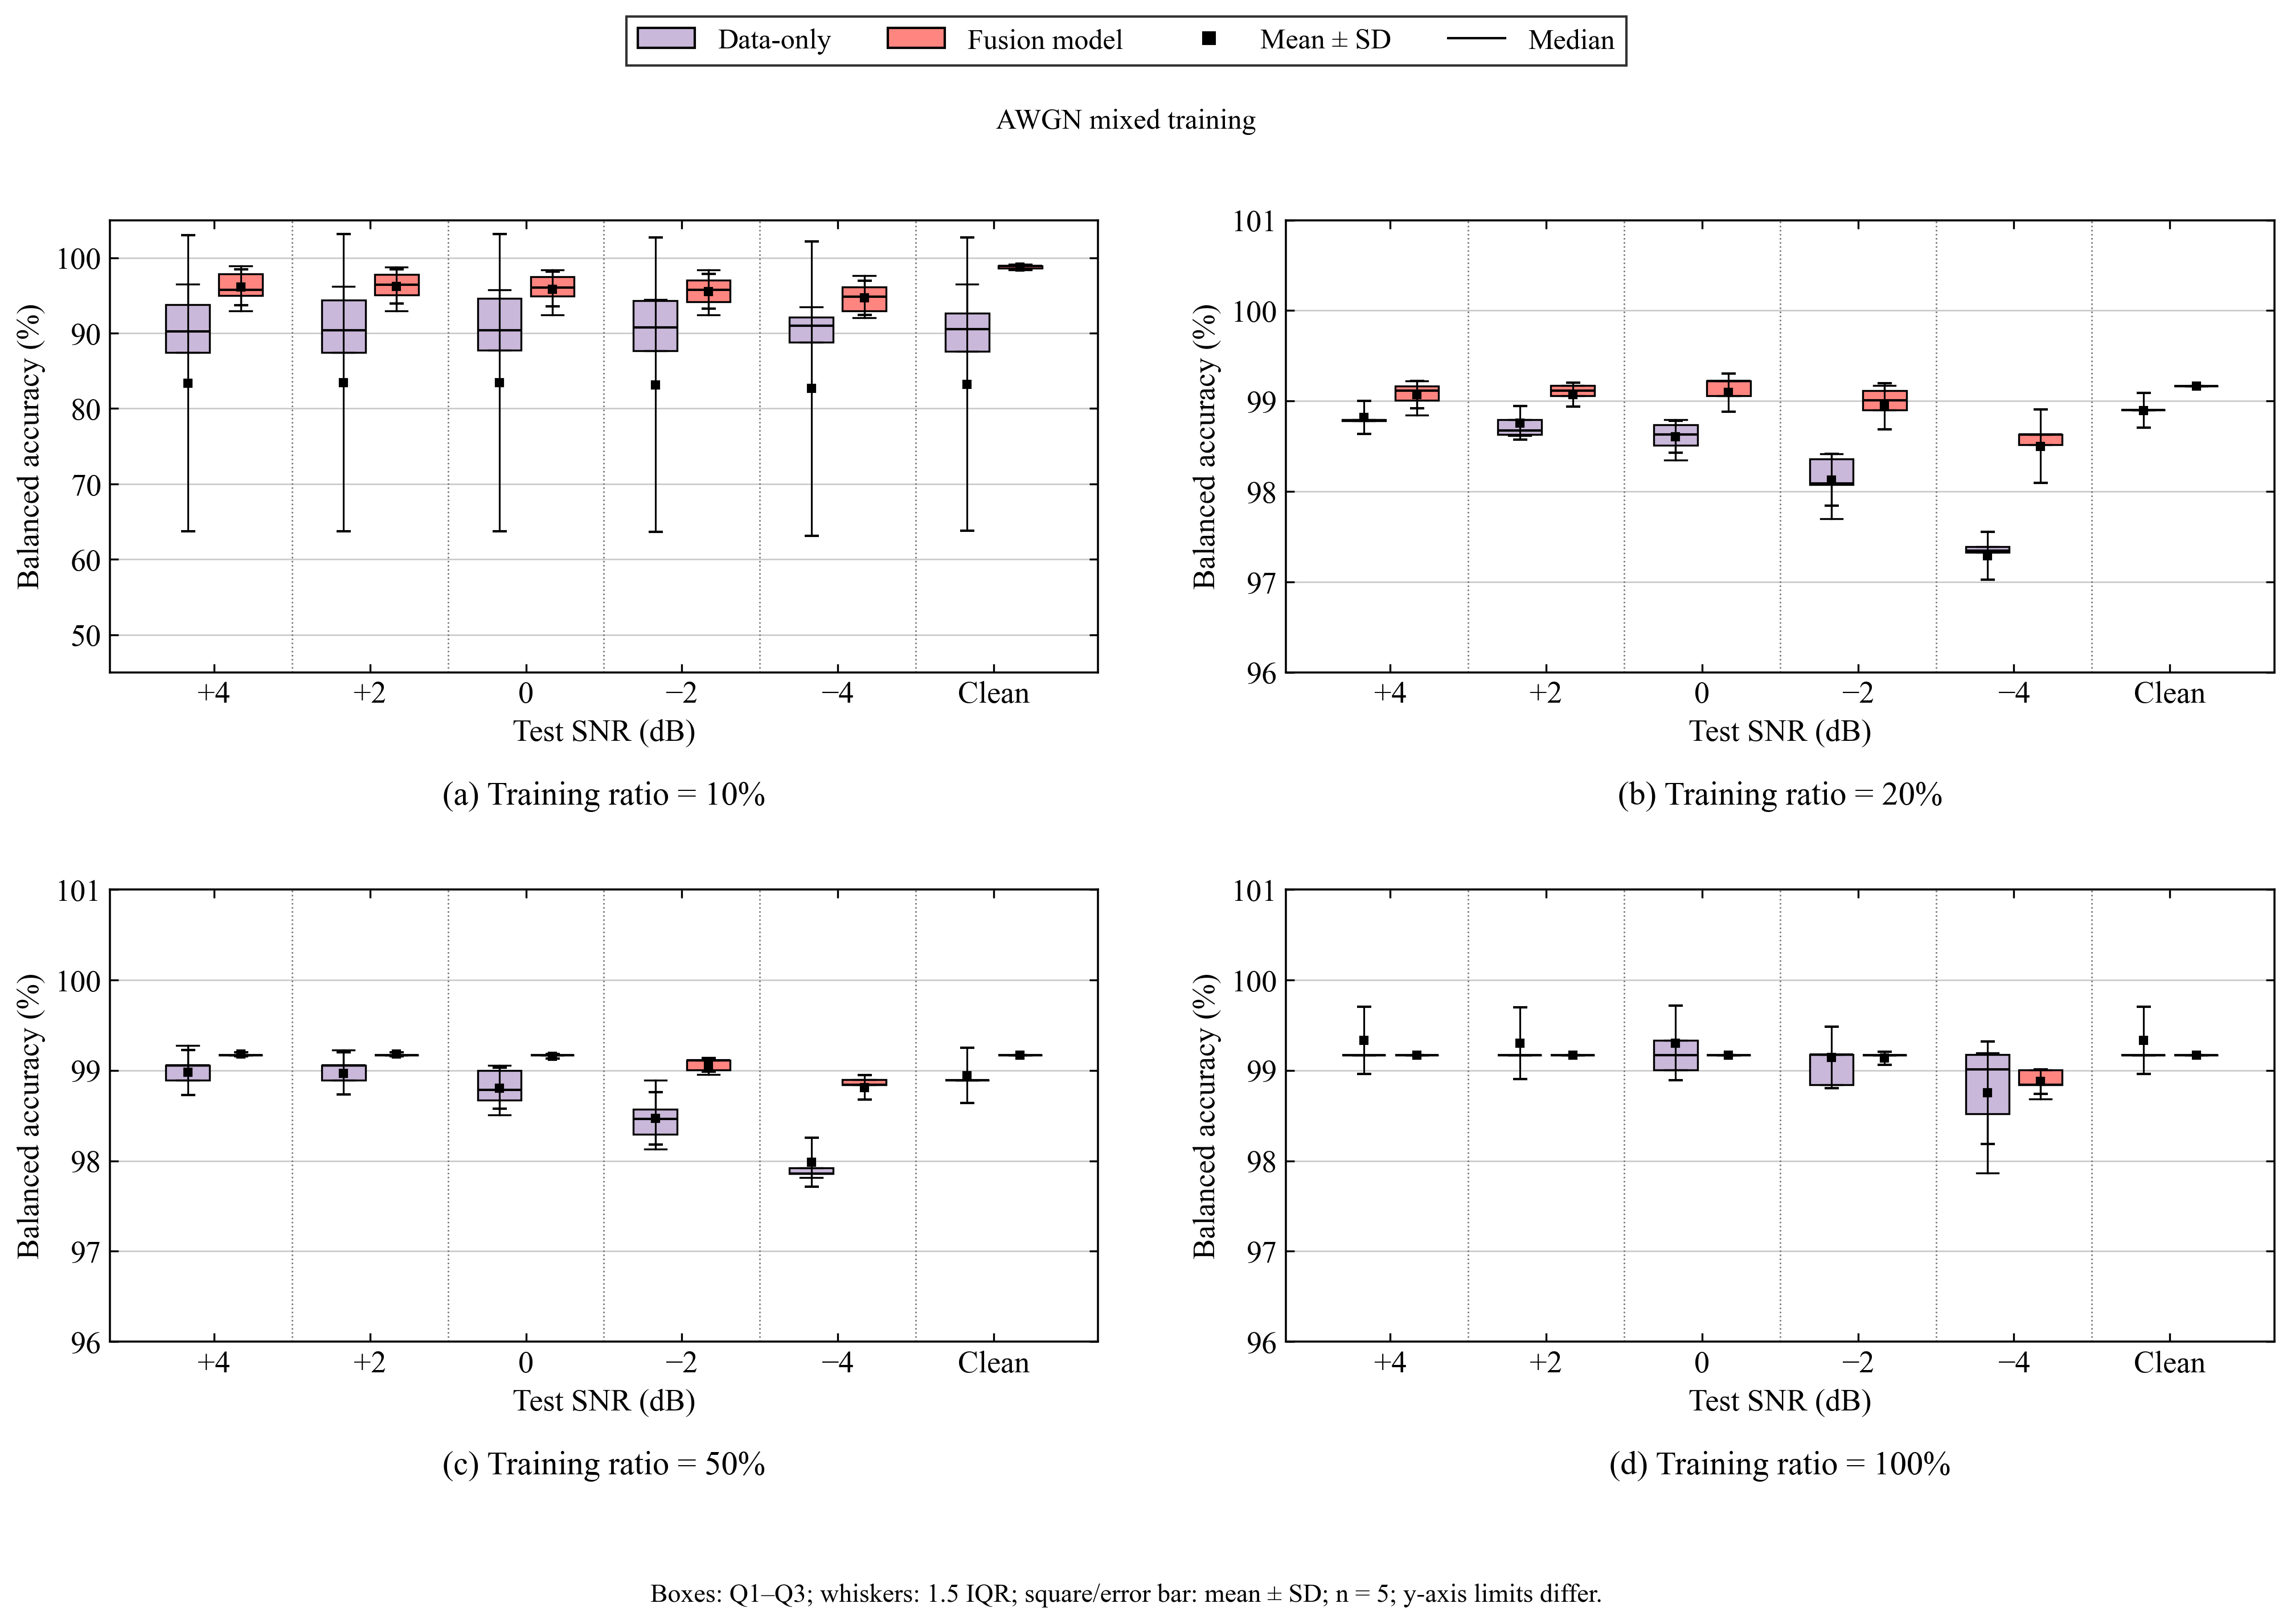 Data-only Fusion model Mean ± SD Median
AWGN mixed training
Balanced accuracy (%)
100
90
80
70
60
50
+4 +2 0 −2 −4 Clean
Test SNR (dB)
(a) Training ratio = 10%
Balanced accuracy (%)
101
100
99
98
97
96
+4 +2 0 −2 −4 Clean
Test SNR (dB)
(b) Training ratio = 20%
Balanced accuracy (%)
101
100
99
98
97
96
+4 +2 0 −2 −4 Clean
Test SNR (dB)
(c) Training ratio = 50%
Balanced accuracy (%)
101
100
99
98
97
96
+4 +2 0 −2 −4 Clean
Test SNR (dB)
(d) Training ratio = 100%
Boxes: Q1–Q3; whiskers: 1.5 IQR; square/error bar: mean ± SD; n = 5; y-axis limits differ.